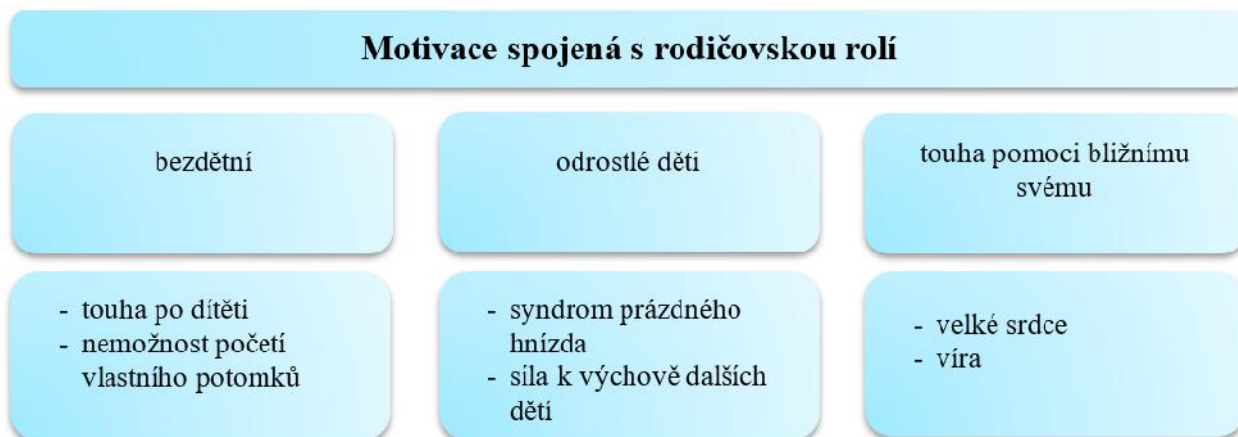 Motivace spojená s rodičovskou rolí
bezdětní
odrostlé děti
touha pomoci bližnímu
svému
- touha po dítěti
- nemožnost početí
vlastního potomků
- syndrom prázdného
hnízda
- síla k výchově dalších
dětí
- velké srdce
- víra